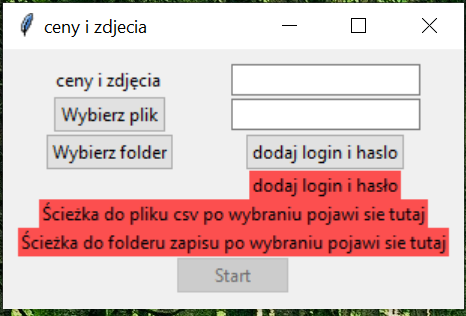 ceny i zdjecia
ceny i zdjęcia
Wybierz plik
Wybierz folder
dodaj login i haslo
dodaj login i hasło
Ścieżka do pliku csv po wybraniu pojawi sie tutaj
Ścieżka do folderu zapisu po wybraniu pojawi sie tutaj
Start